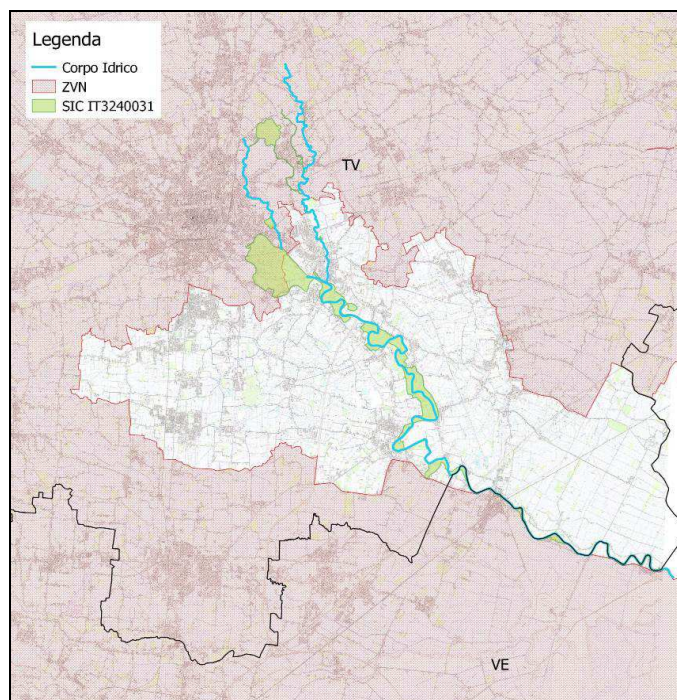 Legenda
Corpo Idrico
ZVN
SIC IT3240031
TV
VE